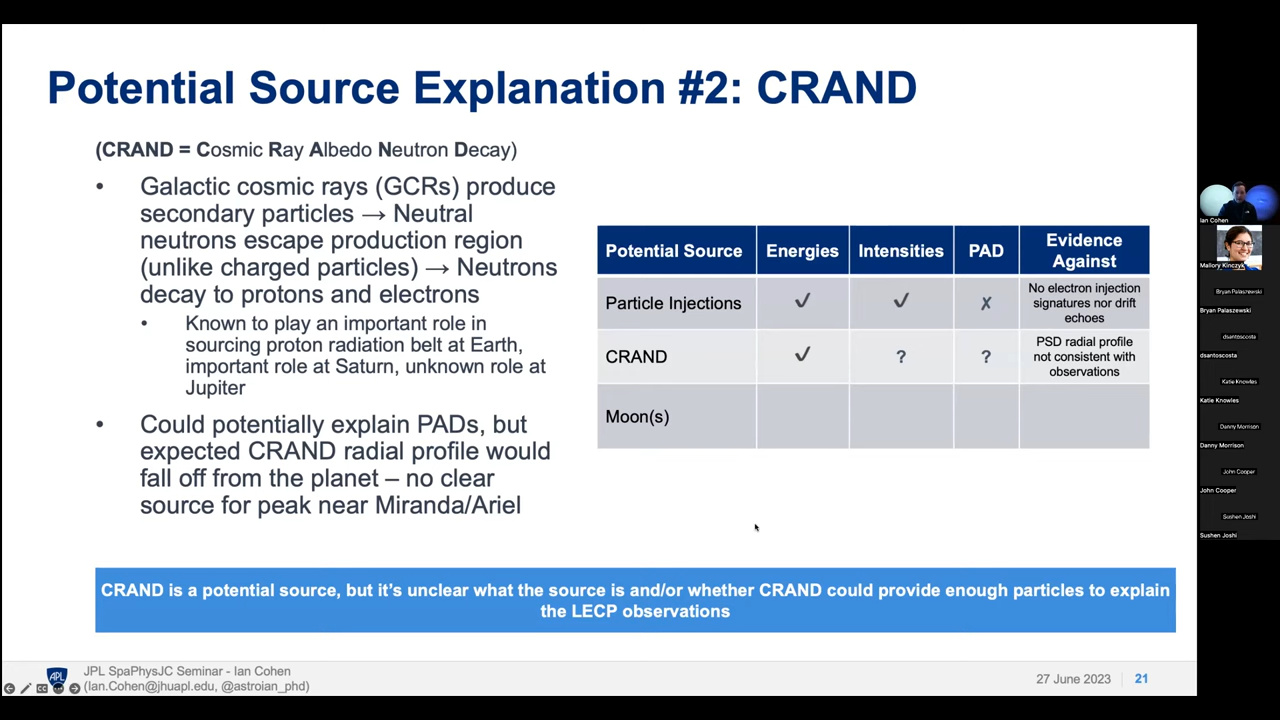 Potential Source Explanation #2: CRAND
(CRAND = Cosmic Ray Albedo Neutron Decay)
• Galactic cosmic rays (GCRs) produce
secondary particles → Neutral
neutrons escape production region
(unlike charged particles) → Neutrons
decay to protons and electrons
• Known to play an important role in
sourcing proton radiation belt at Earth,
important role at Saturn, unknown role at
Jupiter
• Could potentially explain PADs, but
expected CRAND radial profile would
fall off from the planet – no clear
source for peak near Miranda/Ariel
Potential Source Energies Intensities PAD Evidence
Against
Particle Injections ✓ ✓ ✗ No electron injection
signatures nor drift
echoes
CRAND ✓ ? ? PSD radial profile
not consistent with
observations
Moon(s)
CRAND is a potential source, but it's unclear what the source is and/or whether CRAND could provide enough particles to explain
the LECP observations
APL
JPL SpaPhysJC Seminar - Ian Cohen
(Ian.Cohen@jhuapl.edu, @astroian_phd)
27 June 2023
21
Ian Cohen
Mallory Kinczyk
Bryan Palaszewski
Bryan Palaszewski
dsantoscosta
dsantoscosta
Katie Knowles
Katie Knowles
Danny Morrison
Danny Morrison
John Cooper
John Cooper
Sushen Joshi
Sushen Joshi